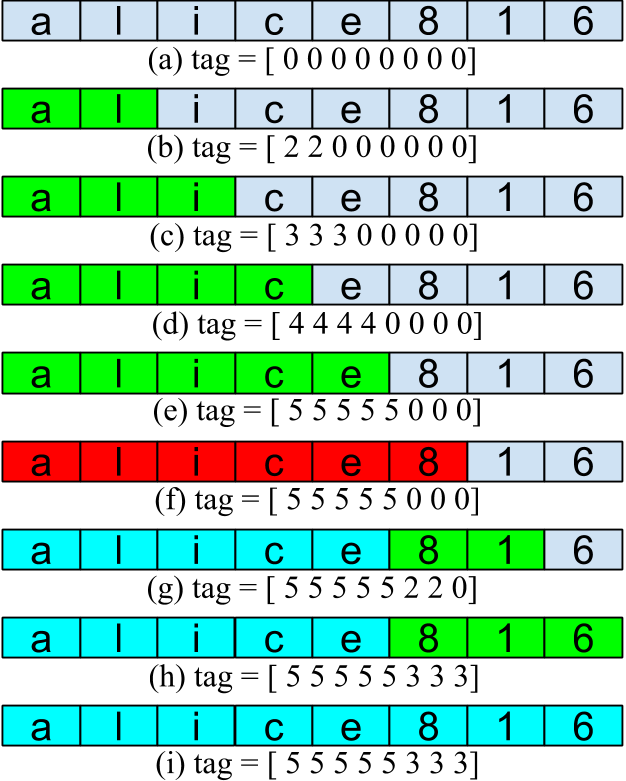 a l i c e 8 1 6
(a) tag = [ 0 0 0 0 0 0 0 0]
a l i c e 8 1 6
(b) tag = [ 2 2 0 0 0 0 0 0]
a l i c e 8 1 6
(c) tag = [ 3 3 3 0 0 0 0 0]
a l i c e 8 1 6
(d) tag = [ 4 4 4 4 0 0 0 0]
a l i c e 8 1 6
(e) tag = [ 5 5 5 5 5 0 0 0]
a l i c e 8 1 6
(f) tag = [ 5 5 5 5 5 0 0 0]
a l i c e 8 1 6
(g) tag = [ 5 5 5 5 5 2 2 0]
a l i c e 8 1 6
(h) tag = [ 5 5 5 5 5 3 3 3]
a l i c e 8 1 6
(i) tag = [ 5 5 5 5 5 3 3 3]